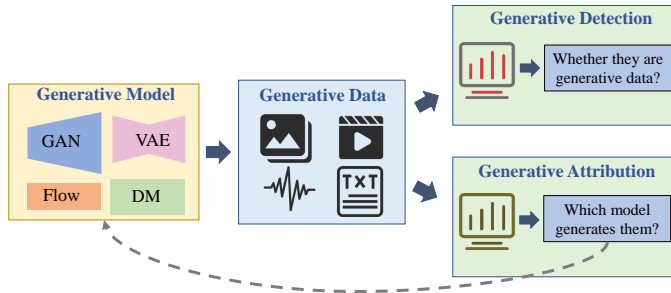 Generative Model
GAN
VAE
Flow
DM
Generative Data
TXT
Generative Detection
Whether they are
generative data?
Generative Attribution
Which model
generates them?